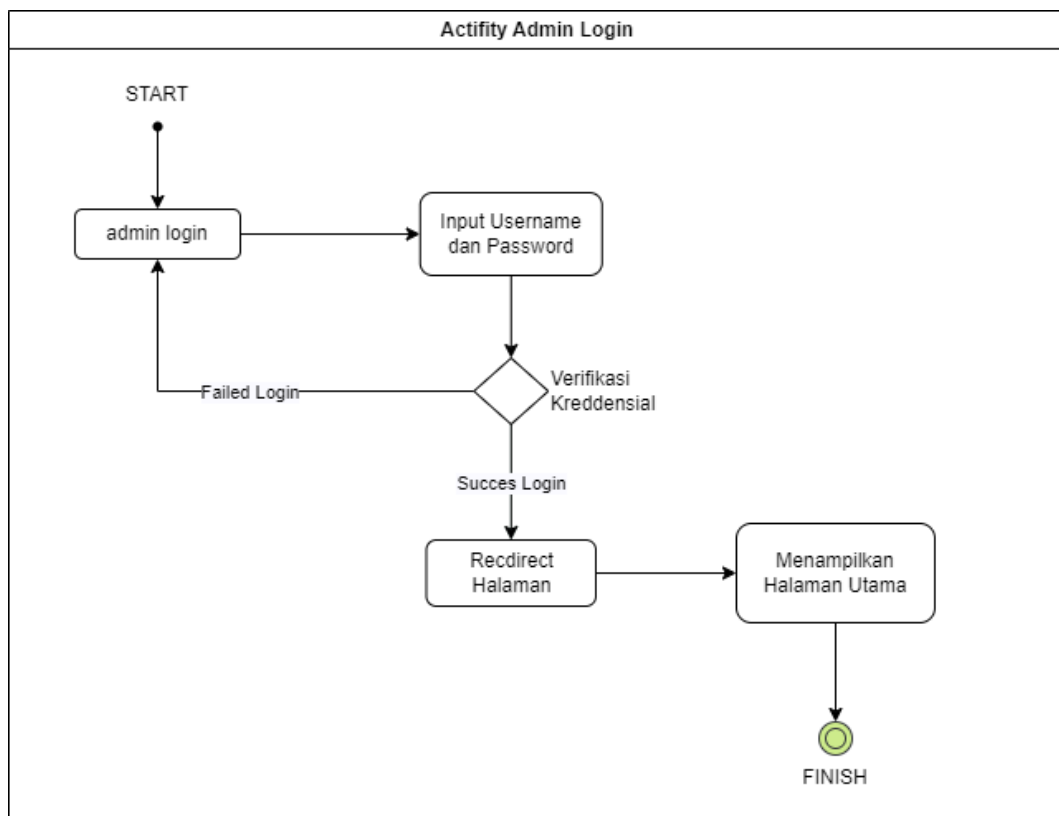 Actifity Admin Login
START
admin login
Input Username
dan Password
Verifikasi
Kreddensial
Failed Login
Succes Login
Recdirect
Halaman
Menampilkan
Halaman Utama
FINISH